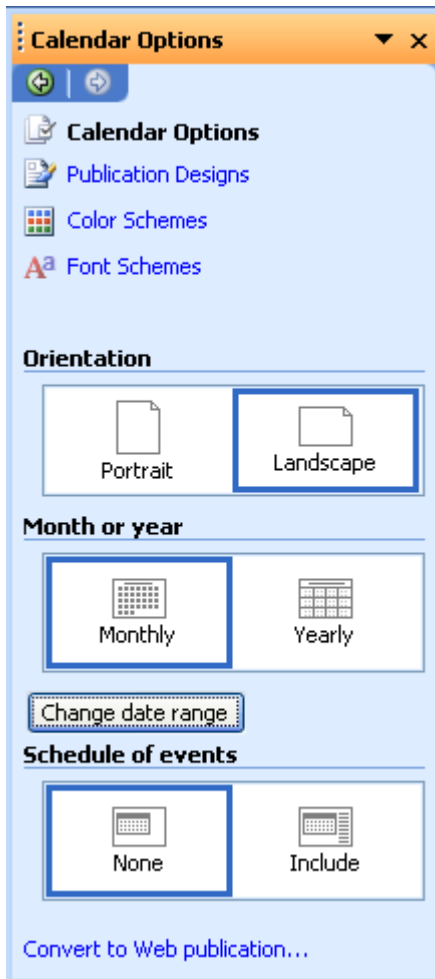 Calendar Options
Calendar Options
Publication Designs
Color Schemes
Aa Font Schemes
Orientation
Portrait Landscape
Month or year
Monthly Yearly
Change date range
Schedule of events
None Include
Convert to Web publication...